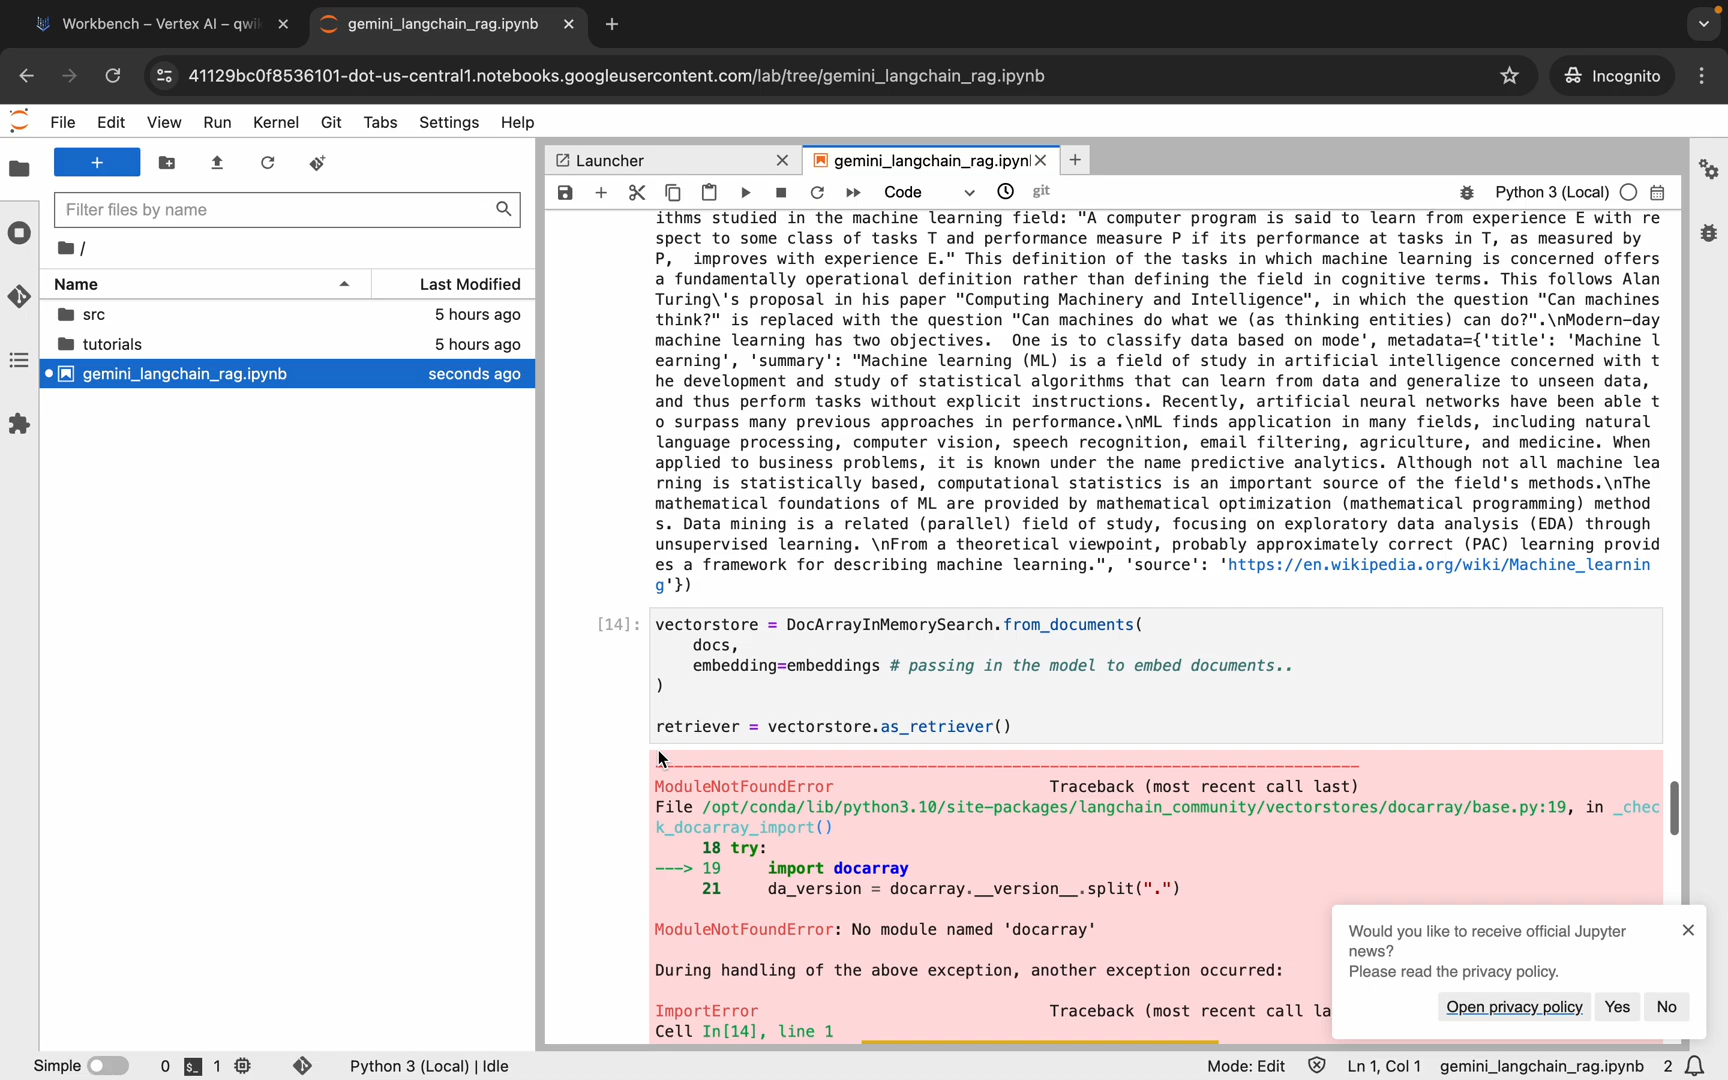 Workbench – Vertex AI – qwik
gemini_langchain_rag.ipynb
41129bc0f8536101-dot-us-central1.notebooks.googleusercontent.com/lab/tree/gemini_langchain_rag.ipynb
Incognito
File Edit View Run Kernel Git Tabs Settings Help
Launcher
gemini_langchain_rag.ipynl
Code
git
Python 3 (Local)
Filter files by name
/
Name Last Modified
src 5 hours ago
tutorials 5 hours ago
gemini_langchain_rag.ipynb seconds ago
ithms studied in the machine learning field: "A computer program is said to learn from experience E with re
spect to some class of tasks T and performance measure P if its performance at tasks in T, as measured by
P,  improves with experience E." This definition of the tasks in which machine learning is concerned offers
a fundamentally operational definition rather than defining the field in cognitive terms. This follows Alan
Turing\'s proposal in his paper "Computing Machinery and Intelligence", in which the question "Can machines
think?" is replaced with the question "Can machines do what we (as thinking entities) can do?".\nModern-day
machine learning has two objectives.  One is to classify data based on mode', metadata={'title': 'Machine l
earning', 'summary': "Machine learning (ML) is a field of study in artificial intelligence concerned with t
he development and study of statistical algorithms that can learn from data and generalize to unseen data,
and thus perform tasks without explicit instructions. Recently, artificial neural networks have been able t
o surpass many previous approaches in performance.\nML finds application in many fields, including natural
language processing, computer vision, speech recognition, email filtering, agriculture, and medicine. When
applied to business problems, it is known under the name predictive analytics. Although not all machine lea
rning is statistically based, computational statistics is an important source of the field's methods.\nThe
mathematical foundations of ML are provided by mathematical optimization (mathematical programming) method
s. Data mining is a related (parallel) field of study, focusing on exploratory data analysis (EDA) through
unsupervised learning. \nFrom a theoretical viewpoint, probably approximately correct (PAC) learning provid
es a framework for describing machine learning.", 'source': 'https://en.wikipedia.org/wiki/Machine_learnin
g'})
[14]: vectorstore = DocArrayInMemorySearch.from_documents(
docs,
embedding=embeddings # passing in the model to embed documents..
)
retriever = vectorstore.as_retriever()
ModuleNotFoundError Traceback (most recent call last)
File /opt/conda/lib/python3.10/site-packages/langchain_community/vectorstores/docarray/base.py:19, in _chec
k_docarray_import()
18 try:
---> 19 import docarray
21 da_version = docarray.__version__.split(".")
ModuleNotFoundError: No module named 'docarray'
During handling of the above exception, another exception occurred:
ImportError Traceback (most recent call la
Cell In[14], line 1
Would you like to receive official Jupyter
news?
Please read the privacy policy.
Open privacy policy Yes No
Simple 0 1 Python 3 (Local) | Idle Mode: Edit Ln 1, Col 1 gemini_langchain_rag.ipynb 2